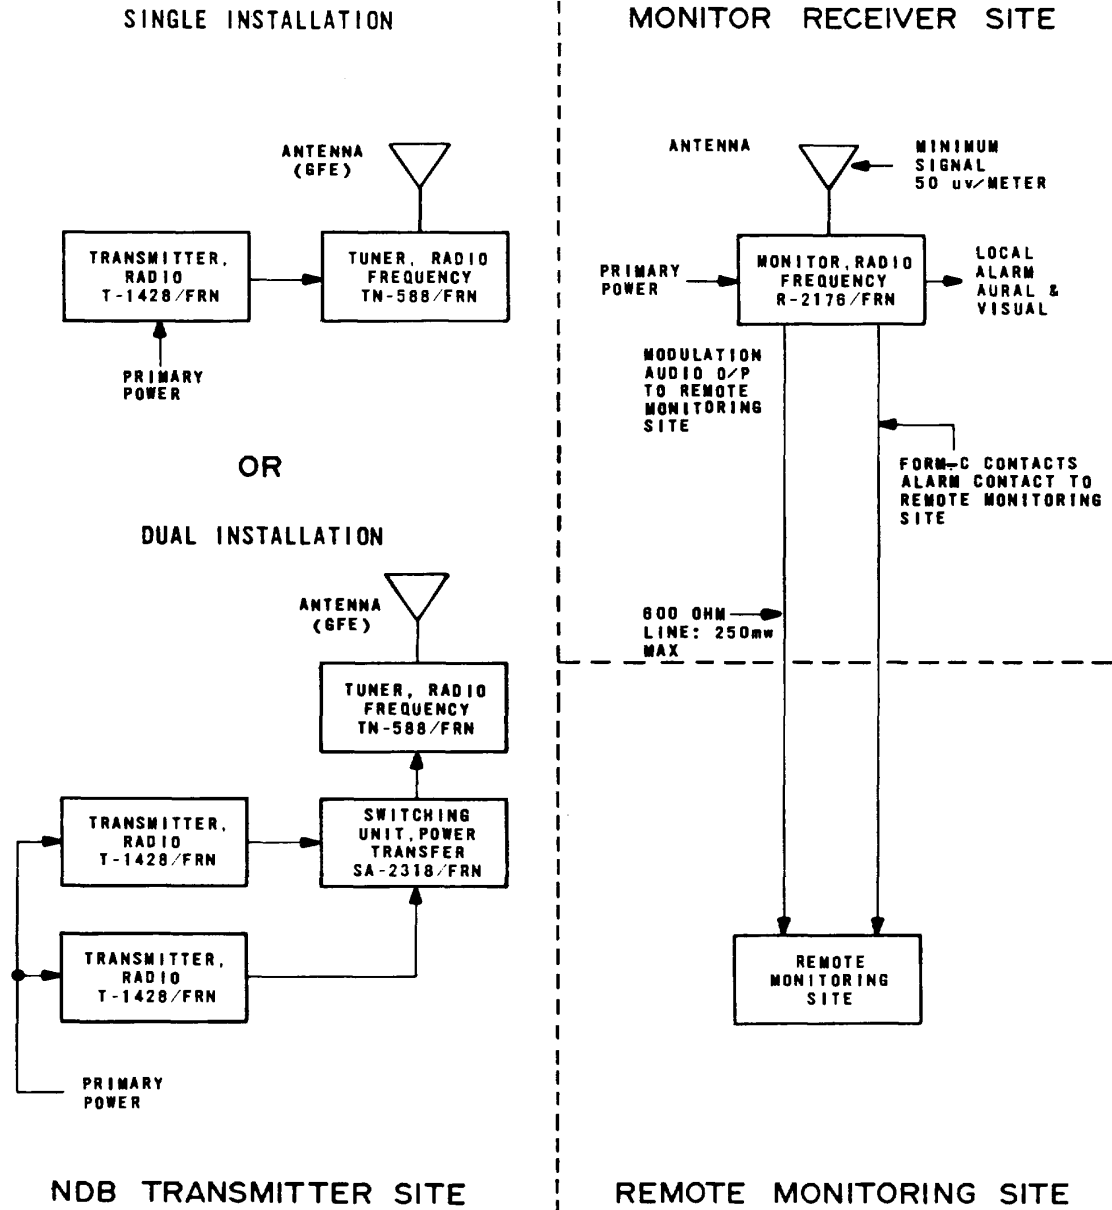 SINGLE INSTALLATION
ANTENNA
(GFE)
TRANSMITTER,
RADIO
T-1428/FRN
TUNER, RADIO
FREQUENCY
TN-588/FRN
PRIMARY
POWER
OR
DUAL INSTALLATION
ANTENNA
(GFE)
TUNER, RADIO
FREQUENCY
TN-588/FRN
TRANSMITTER,
RADIO
T-1428/FRN
SWITCHING
UNIT, POWER
TRANSFER
SA-2318/FRN
TRANSMITTER,
RADIO
T-1428/FRN
PRIMARY
POWER
NDB TRANSMITTER SITE
MONITOR RECEIVER SITE
ANTENNA
MINIMUM
SIGNAL
50 uv/METER
PRIMARY
POWER
MONITOR, RADIO
FREQUENCY
R-2176/FRN
LOCAL
ALARM
AURAL &
VISUAL
MODULATION
AUDIO O/P
TO REMOTE
MONITORING
SITE
FORM-C CONTACTS
ALARM CONTACT TO
REMOTE MONITORING
SITE
600 OHM
LINE: 250mw
MAX
REMOTE
MONITORING
SITE
REMOTE MONITORING SITE